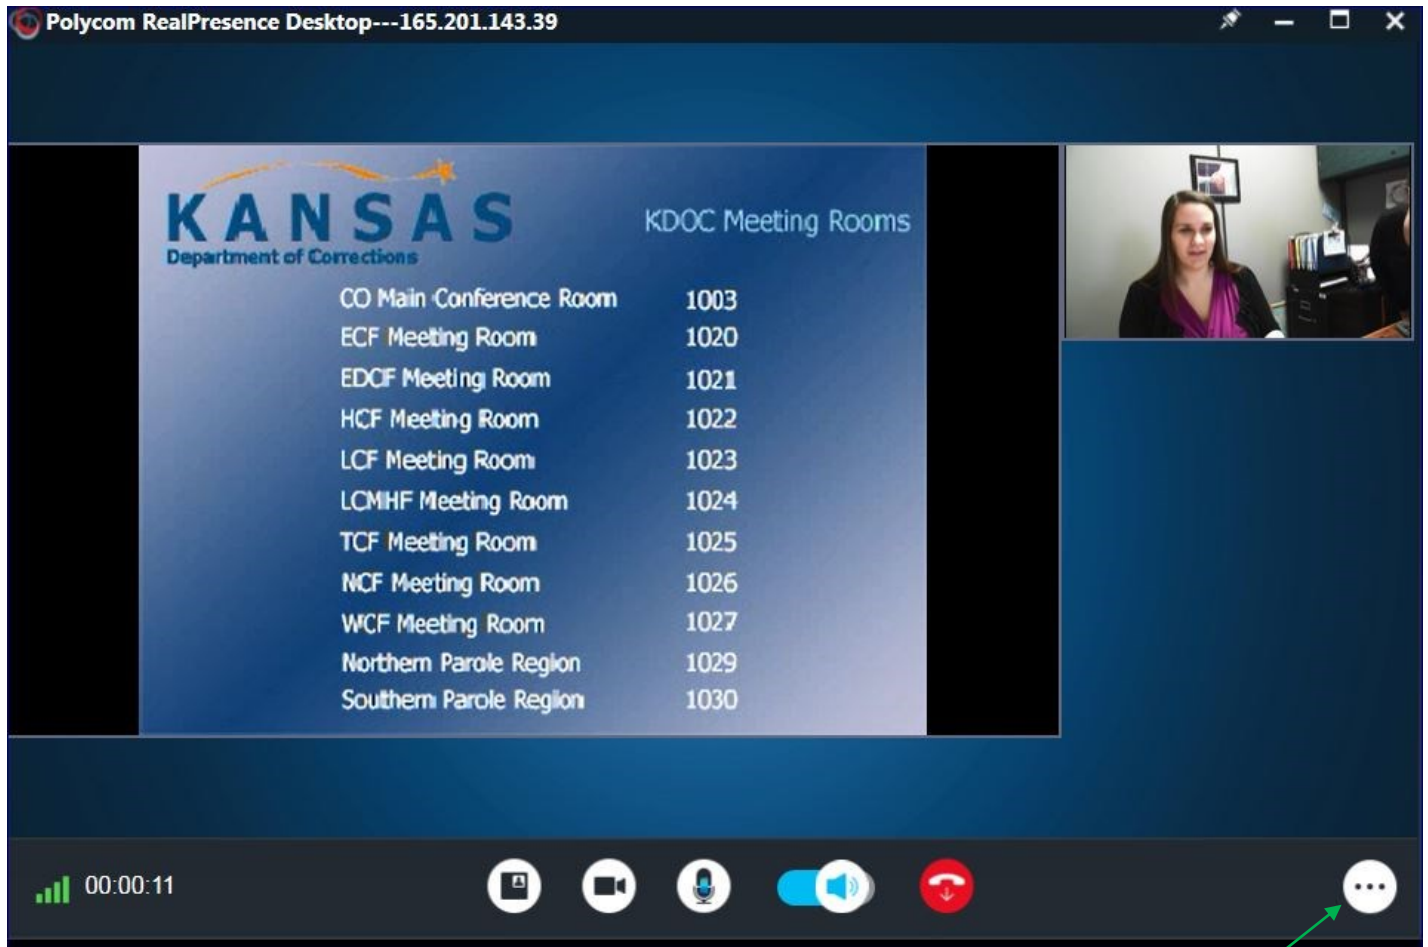 Polycom RealPresence Desktop---165.201.143.39
KANSAS
Department of Corrections
KDOC Meeting Rooms
CO Main Conference Room 1003
ECF Meeting Room 1020
EDCF Meeting Room 1021
HCF Meeting Room 1022
LCF Meeting Room 1023
LCMHF Meeting Room 1024
TCF Meeting Room 1025
NCF Meeting Room 1026
WCF Meeting Room 1027
Northern Parole Region 1029
Southern Parole Region 1030
00:00:11